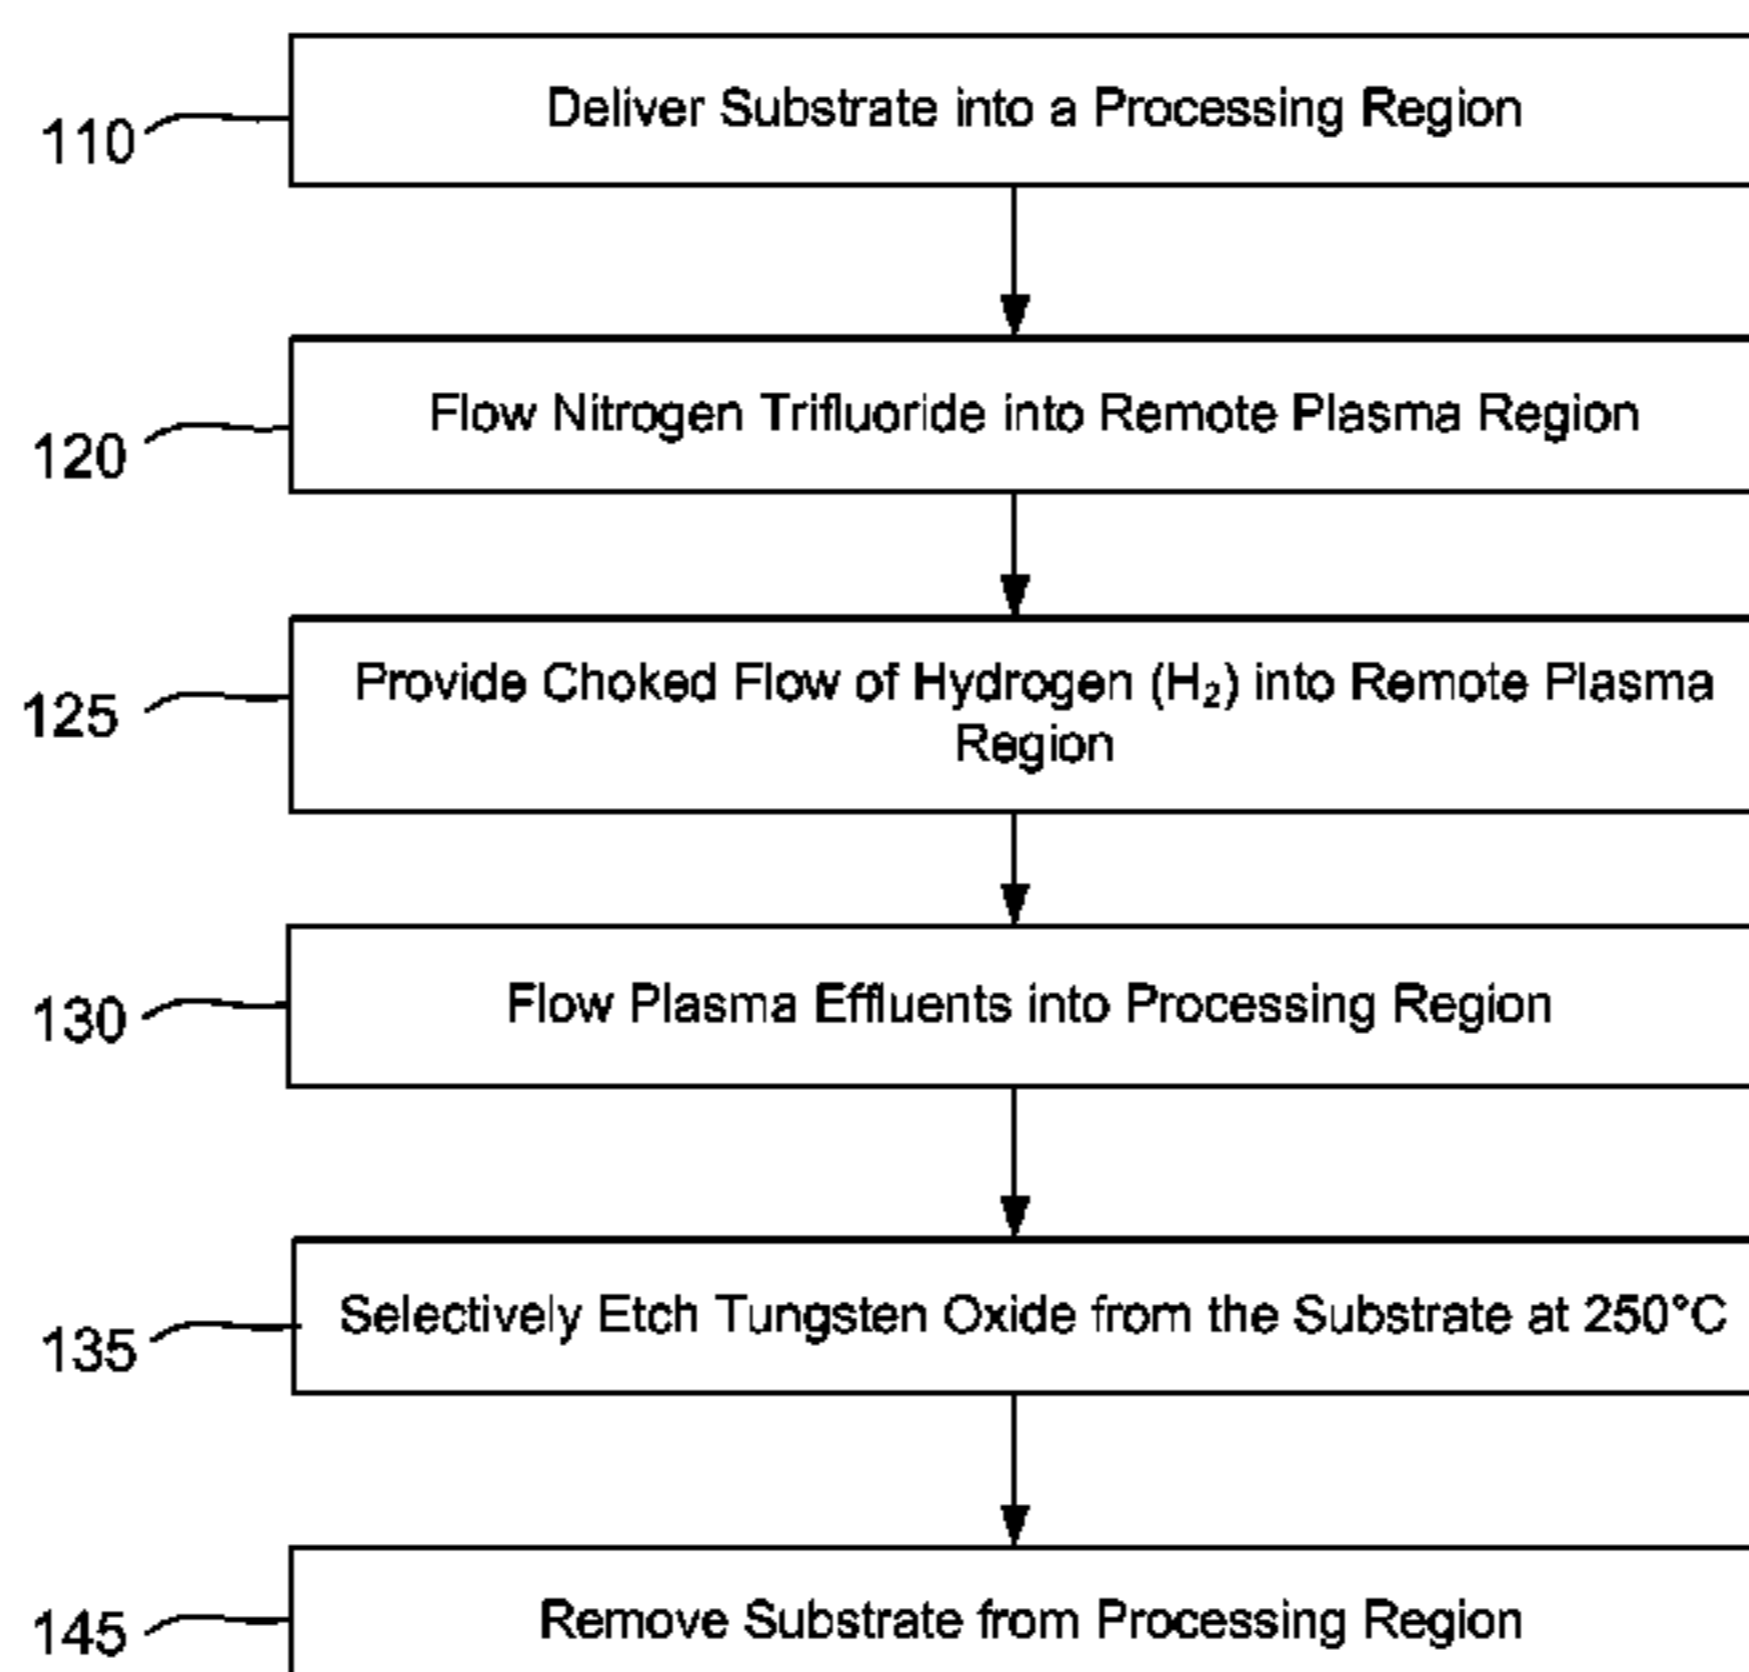 110
Deliver Substrate into a Processing Region
120
Flow Nitrogen Trifluoride into Remote Plasma Region
125
Provide Choked Flow of Hydrogen (H₂) into Remote Plasma
Region
130
Flow Plasma Effluents into Processing Region
135
Selectively Etch Tungsten Oxide from the Substrate at 250°C
145
Remove Substrate from Processing Region